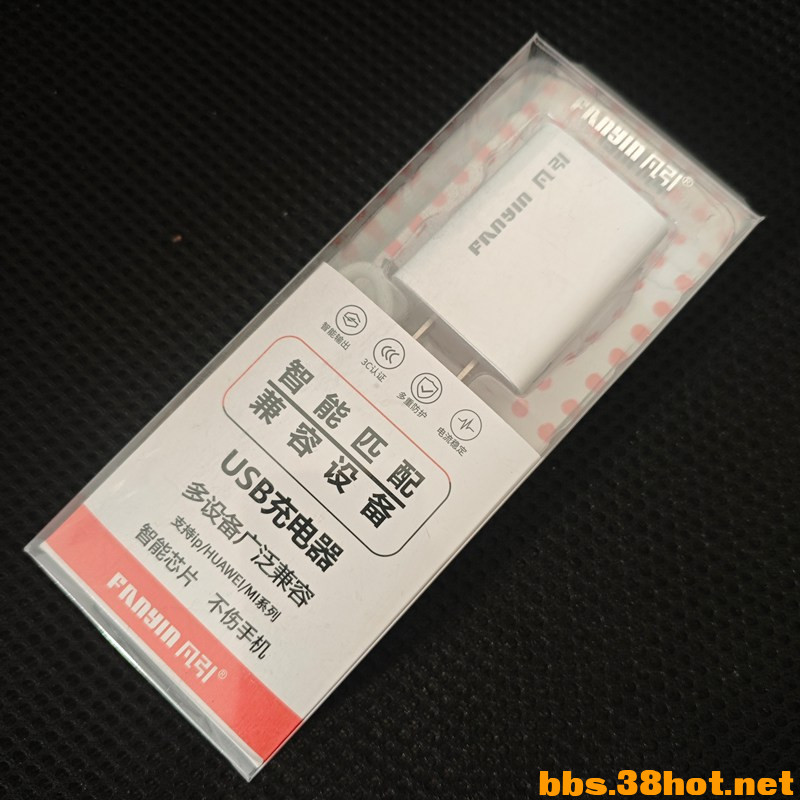 FANYIN 凡引®
FANYIN 凡引
智能输出
3C认证
多重防护
电流稳定
智能匹配
兼容设备
USB充电器
多设备广泛兼容
支持ip/HUAWEI/MI系列
智能芯片 不伤手机
FANYIN 凡引®
bbs.38hot.net